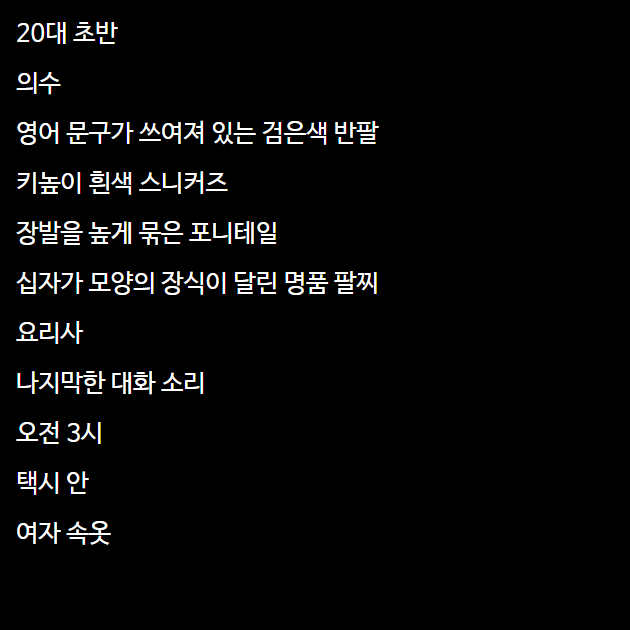 20대 초반
의수
영어 문구가 쓰여져 있는 검은색 반팔
키높이 흰색 스니커즈
장발을 높게 묶은 포니테일
십자가 모양의 장식이 달린 명품 팔찌
요리사
나지막한 대화 소리
오전 3시
택시 안
여자 속옷